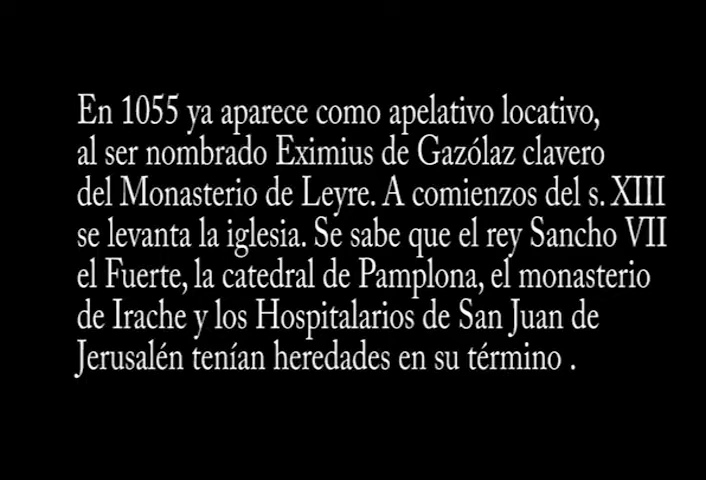 En 1055 ya aparece como apelativo locativo,
al ser nombrado Eximius de Gazólaz clavero
del Monasterio de Leyre. A comienzos del s. XIII
se levanta la iglesia. Se sabe que el rey Sancho VII
el Fuerte, la catedral de Pamplona, el monasterio
de Irache y los Hospitalarios de San Juan de
Jerusalén tenían heredades en su término .